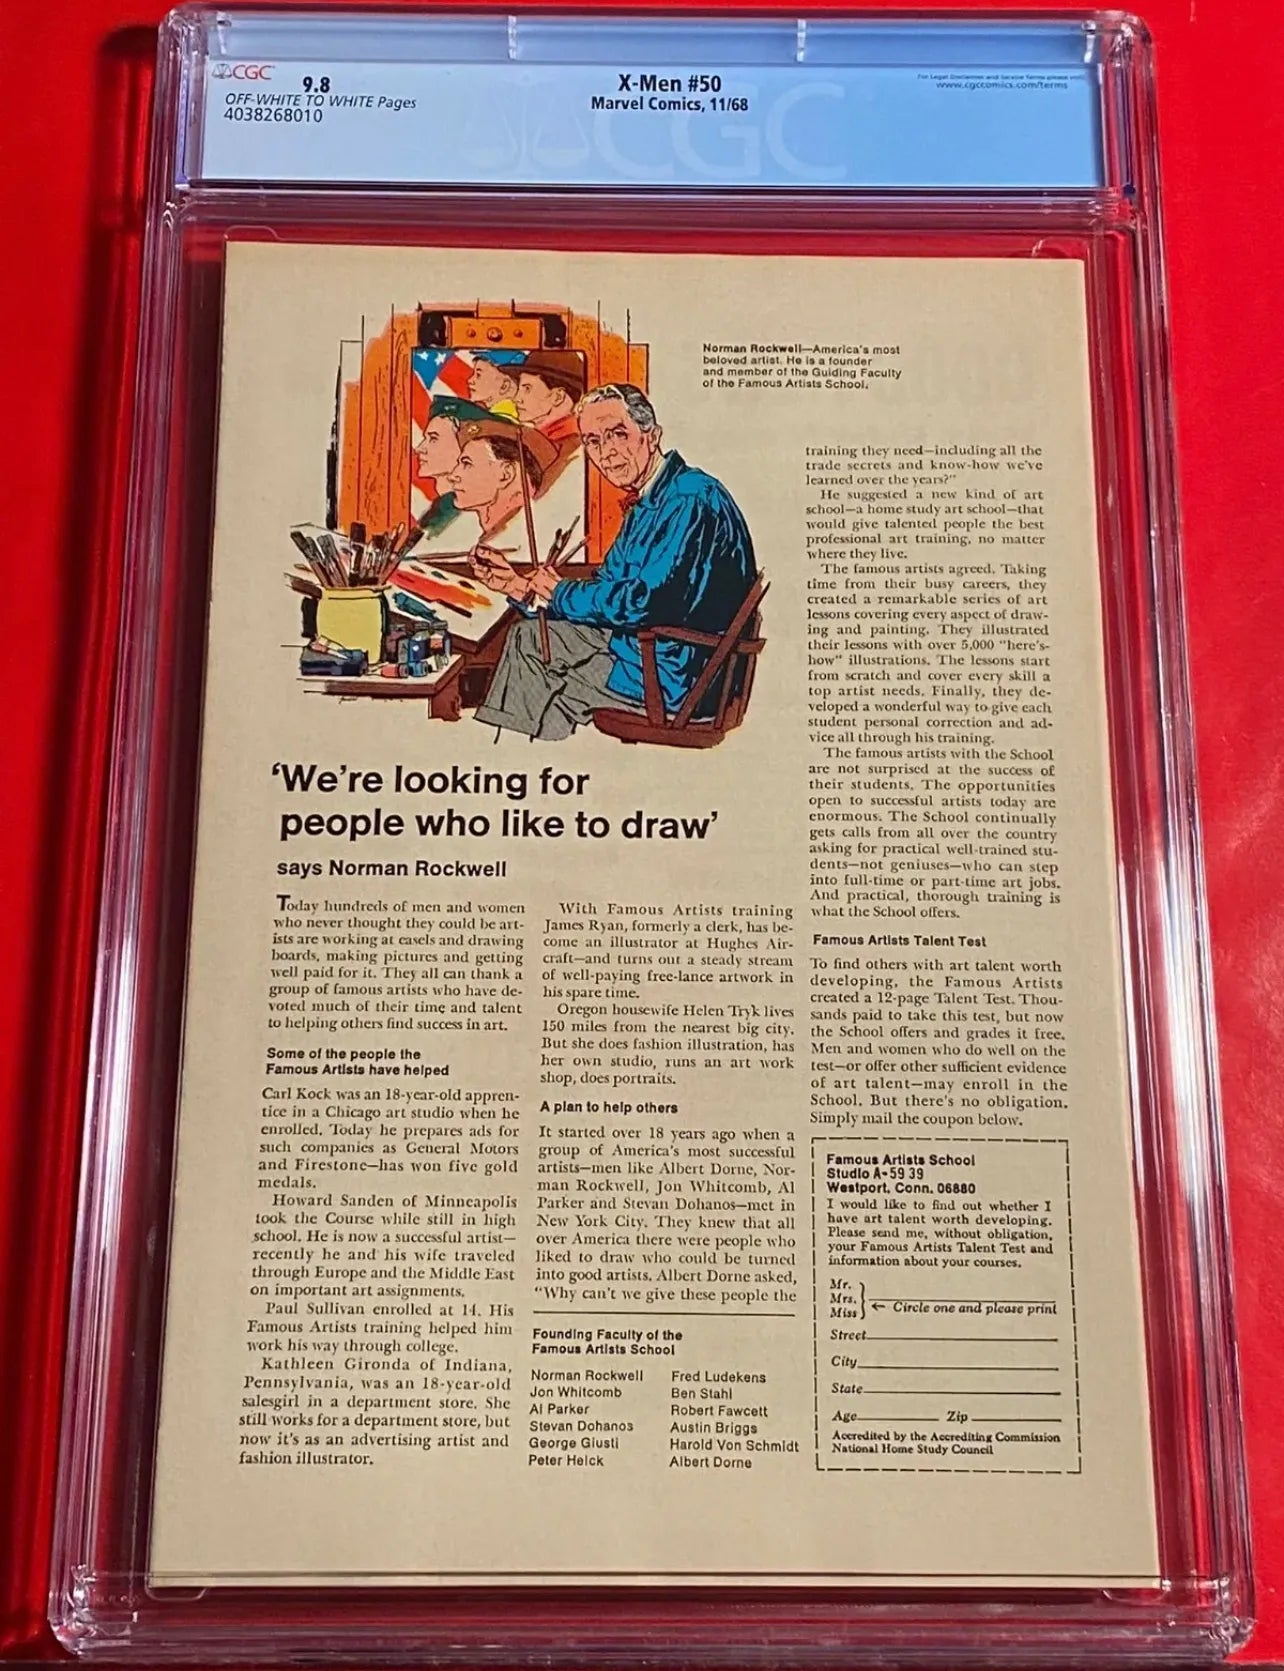 CGC
9.8
OFF-WHITE TO WHITE Pages
4038268010
X-Men #50
Marvel Comics, 11/68
For Legal Disclaimer and Service Terms please visit:
www.cgccomics.com/terms
CGC
Norman Rockwell—America's most
beloved artist. He is a founder
and member of the Guiding Faculty
of the Famous Artists School.
'We're looking for
people who like to draw'
says Norman Rockwell
Today hundreds of men and women
who never thought they could be art-
ists are working at easels and drawing
boards, making pictures and getting
well paid for it. They all can thank a
group of famous artists who have de-
voted much of their time and talent
to helping others find success in art.
Some of the people the
Famous Artists have helped
Carl Kock was an 18-year-old appren-
tice in a Chicago art studio when he
enrolled. Today he prepares ads for
such companies as General Motors
and Firestone—has won five gold
medals.
Howard Sanden of Minneapolis
took the Course while still in high
school. He is now a successful artist—
recently he and his wife traveled
through Europe and the Middle East
on important art assignments.
Paul Sullivan enrolled at 14. His
Famous Artists training helped him
work his way through college.
Kathleen Gironda of Indiana,
Pennsylvania, was an 18-year-old
salesgirl in a department store. She
still works for a department store, but
now it's as an advertising artist and
fashion illustrator.
With Famous Artists training
James Ryan, formerly a clerk, has be-
come an illustrator at Hughes Air-
craft—and turns out a steady stream
of well-paying free-lance artwork in
his spare time.
Oregon housewife Helen Tryk lives
150 miles from the nearest big city.
But she does fashion illustration, has
her own studio, runs an art work
shop, does portraits.
A plan to help others
It started over 18 years ago when a
group of America's most successful
artists—men like Albert Dorne, Nor-
man Rockwell, Jon Whitcomb, Al
Parker and Stevan Dohanos—met in
New York City. They knew that all
over America there were people who
liked to draw who could be turned
into good artists. Albert Dorne asked,
"Why can't we give these people the
Founding Faculty of the
Famous Artists School
Norman Rockwell
Jon Whitcomb
Al Parker
Stevan Dohanos
George Giusti
Peter Helck
Fred Ludekens
Ben Stahl
Robert Fawcett
Austin Briggs
Harold Von Schmidt
Albert Dorne
training they need—including all the
trade secrets and know-how we've
learned over the years?"
He suggested a new kind of art
school—a home study art school—that
would give talented people the best
professional art training, no matter
where they live.
The famous artists agreed. Taking
time from their busy careers, they
created a remarkable series of art
lessons covering every aspect of draw-
ing and painting. They illustrated
their lessons with over 5,000 "here's-
how" illustrations. The lessons start
from scratch and cover every skill a
top artist needs. Finally, they de-
veloped a wonderful way to give each
student personal correction and ad-
vice all through his training.
The famous artists with the School
are not surprised at the success of
their students. The opportunities
open to successful artists today are
enormous. The School continually
gets calls from all over the country
asking for practical well-trained stu-
dents—not geniuses—who can step
into full-time or part-time art jobs.
And practical, thorough training is
what the School offers.
Famous Artists Talent Test
To find others with art talent worth
developing, the Famous Artists
created a 12-page Talent Test. Thou-
sands paid to take this test, but now
the School offers and grades it free.
Men and women who do well on the
test—or offer other sufficient evidence
of art talent—may enroll in the
School. But there's no obligation.
Simply mail the coupon below.
Famous Artists School
Studio A-59 39
Westport, Conn. 06880
I would like to find out whether I
have art talent worth developing.
Please send me, without obligation,
your Famous Artists Talent Test and
information about your courses.
Mr.
Mrs.
Miss ← Circle one and please print
Street
City
State
Age Zip
Accredited by the Accrediting Commission
National Home Study Council